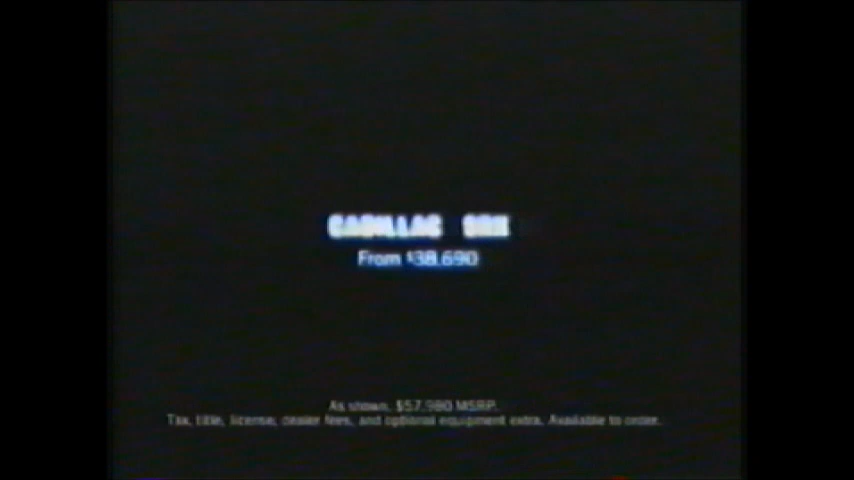 CADILLAC SRX
From $38,690
As shown, $57,980 MSRP.
Tax, title, license, dealer fees, and optional equipment extra. Available to order.